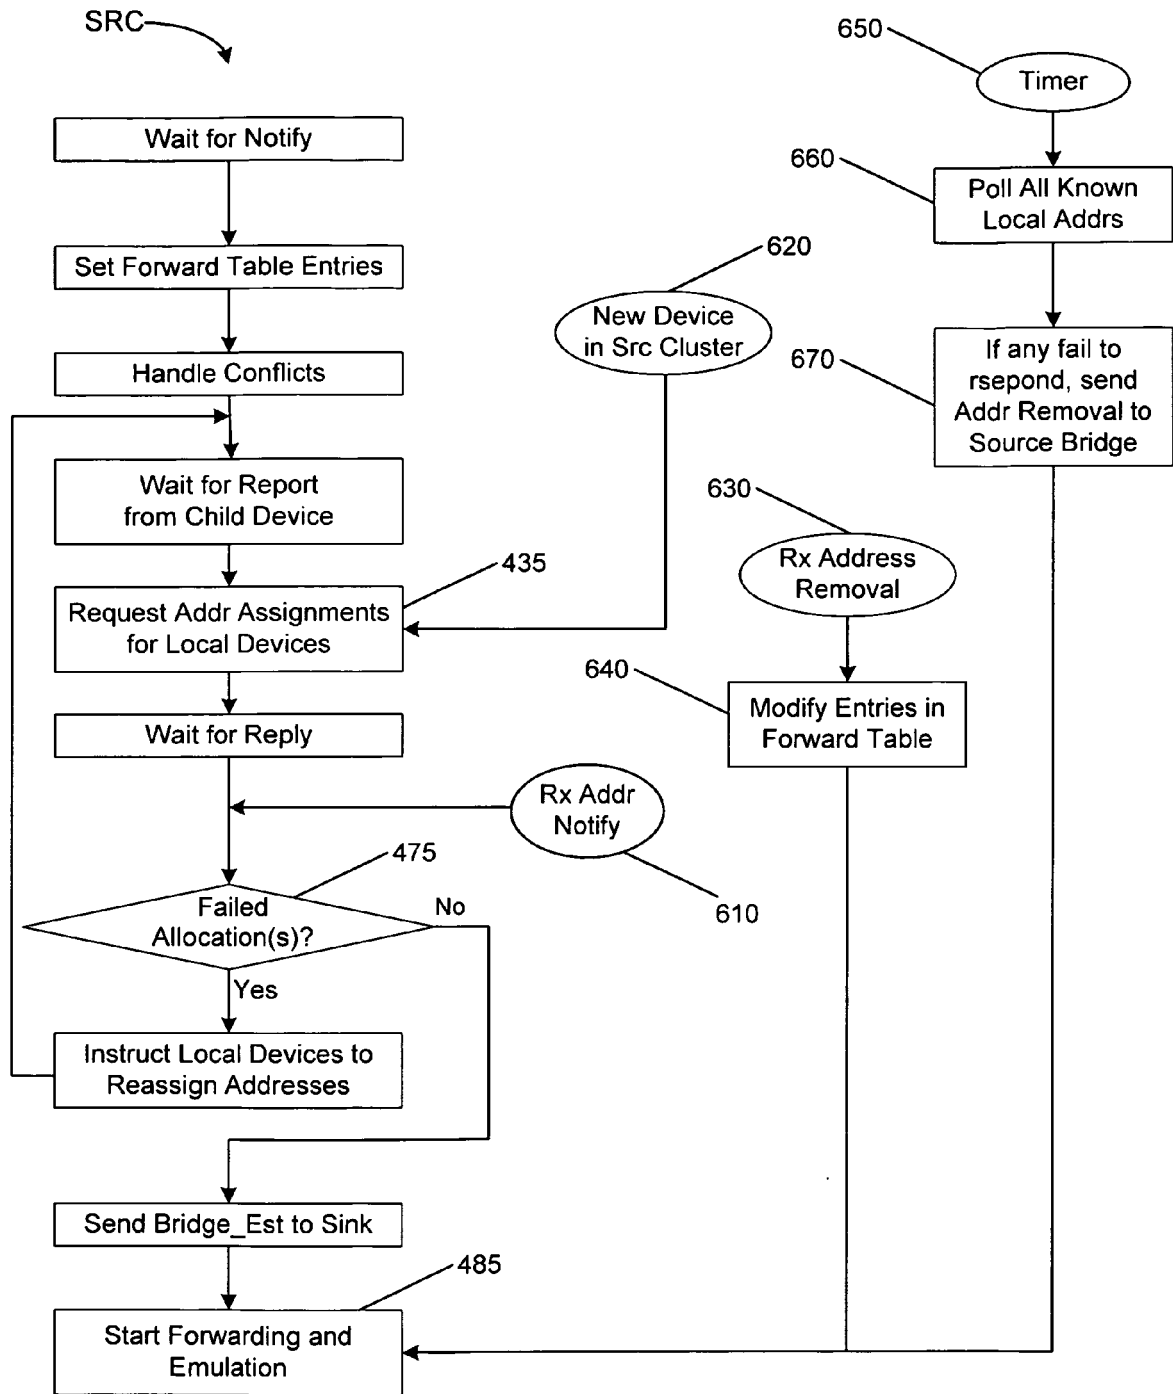 SRC
Wait for Notify
Set Forward Table Entries
Handle Conflicts
Wait for Report
from Child Device
435
Request Addr Assignments
for Local Devices
Wait for Reply
475
Failed
Allocation(s)?
No
Yes
Instruct Local Devices to
Reassign Addresses
Send Bridge_Est to Sink
485
Start Forwarding and
Emulation
620
New Device
in Src Cluster
Rx Addr
Notify
610
630
Rx Address
Removal
640
Modify Entries in
Forward Table
650
Timer
660
Poll All Known
Local Addrs
670
If any fail to
rsepond, send
Addr Removal to
Source Bridge